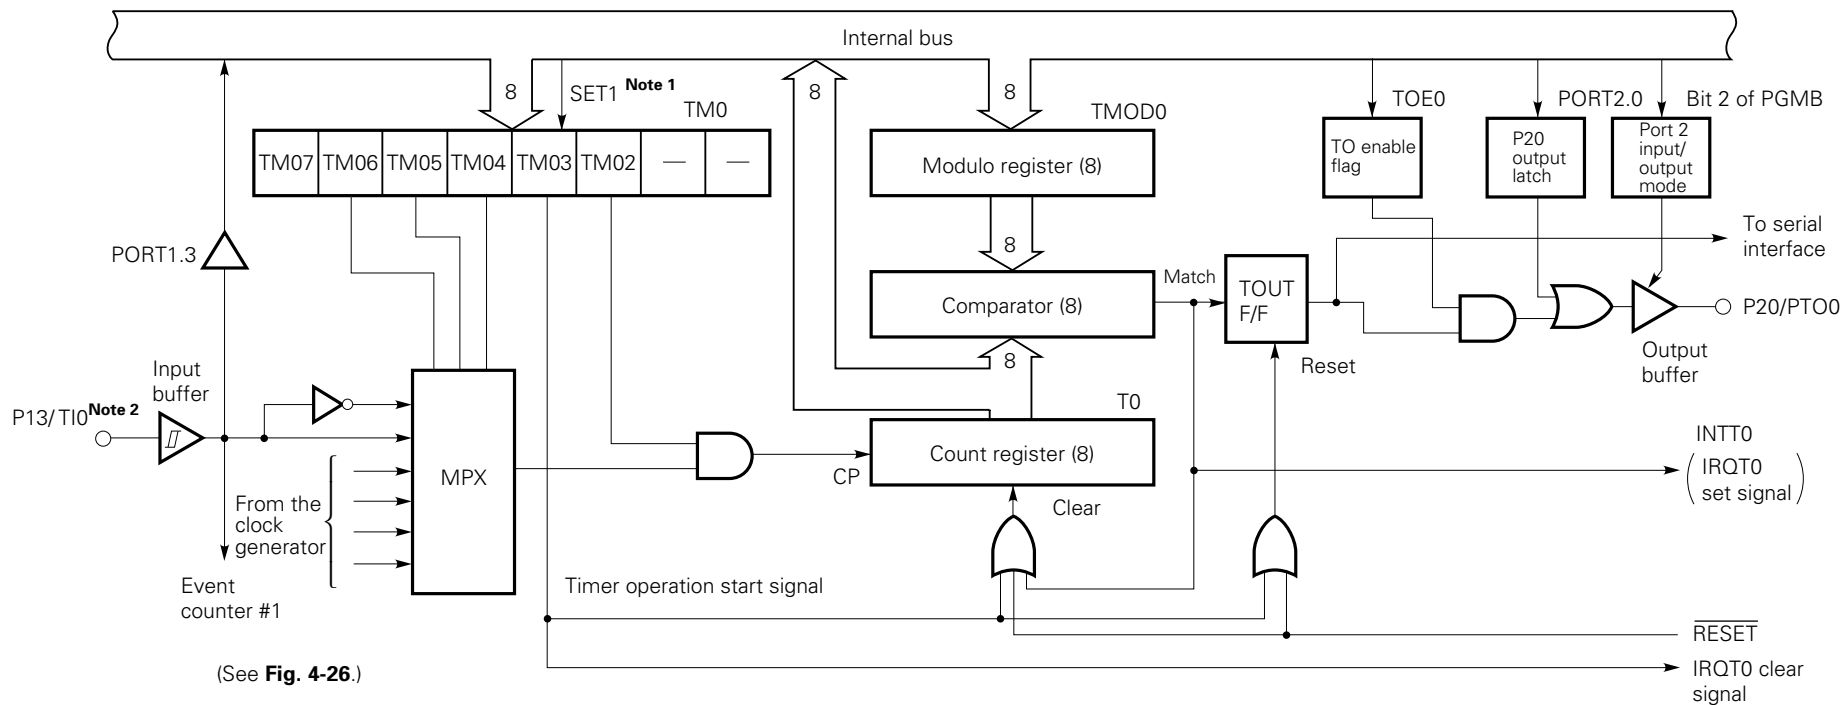 Internal bus
8
SET1 Note 1
TM0
8
8
TMOD0
TOE0
PORT2.0
Bit 2 of PGMB
TM07 TM06 TM05 TM04 TM03 TM02 — —
Modulo register (8)
TO enable
flag
P20
output
latch
Port 2
input/
output
mode
PORT1.3
8
To serial
interface
Match
Comparator (8)
TOUT
F/F
P20/PTO0
8
Reset
Output
buffer
Input
buffer
P13/TI0 Note 2
T0
MPX
CP
Count register (8)
INTT0
(IRQT0
set signal)
Clear
From the
clock
generator
Event
counter #1
Timer operation start signal
RESET
(See Fig. 4-26.)
IRQT0 clear
signal